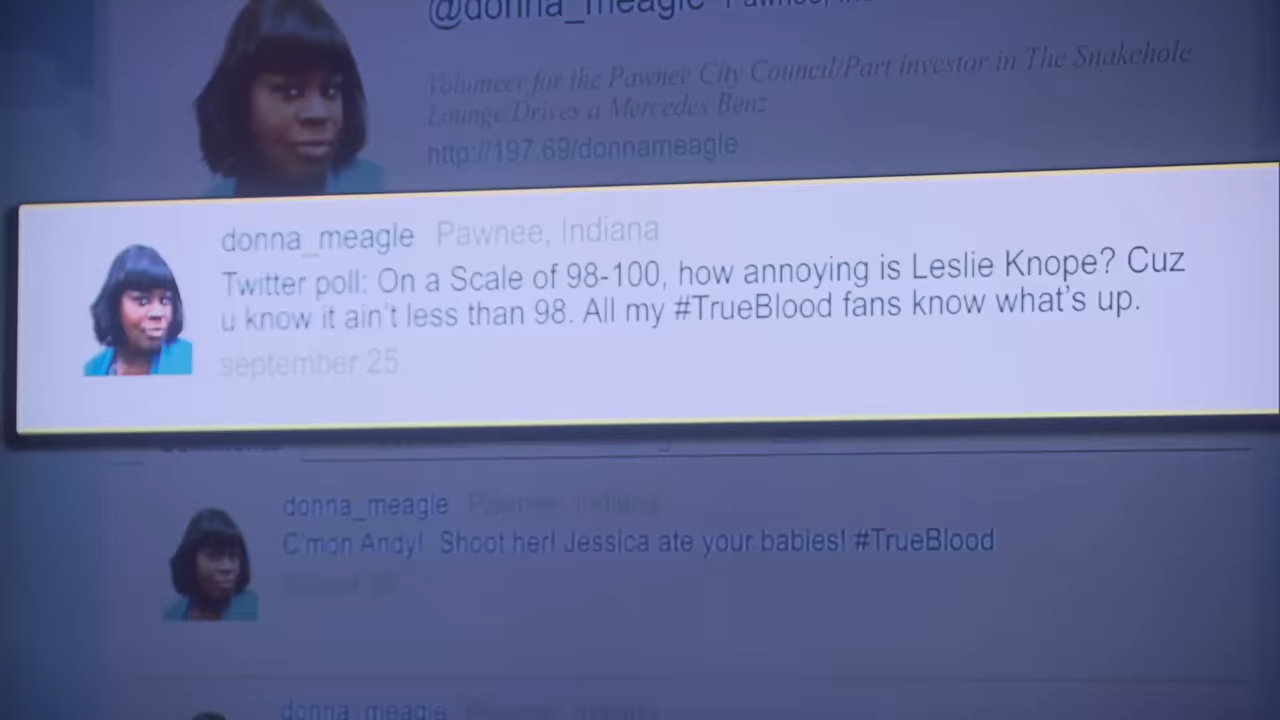 @donna_meagle Pawnee,
Volunteer for the Pawnee City Council/Part investor in The Snakehole
Lounge/Drives a Mercedes Benz
http://197.69/donnameagle
donna_meagle Pawnee, Indiana
Twitter poll: On a Scale of 98-100, how annoying is Leslie Knope? Cuz
u know it ain't less than 98. All my #TrueBlood fans know what's up.
september 25
donna_meagle Pawnee, Indiana
C'mon Andy! Shoot her! Jessica ate your babies! #TrueBlood
donna_meagle Pawnee, Indiana